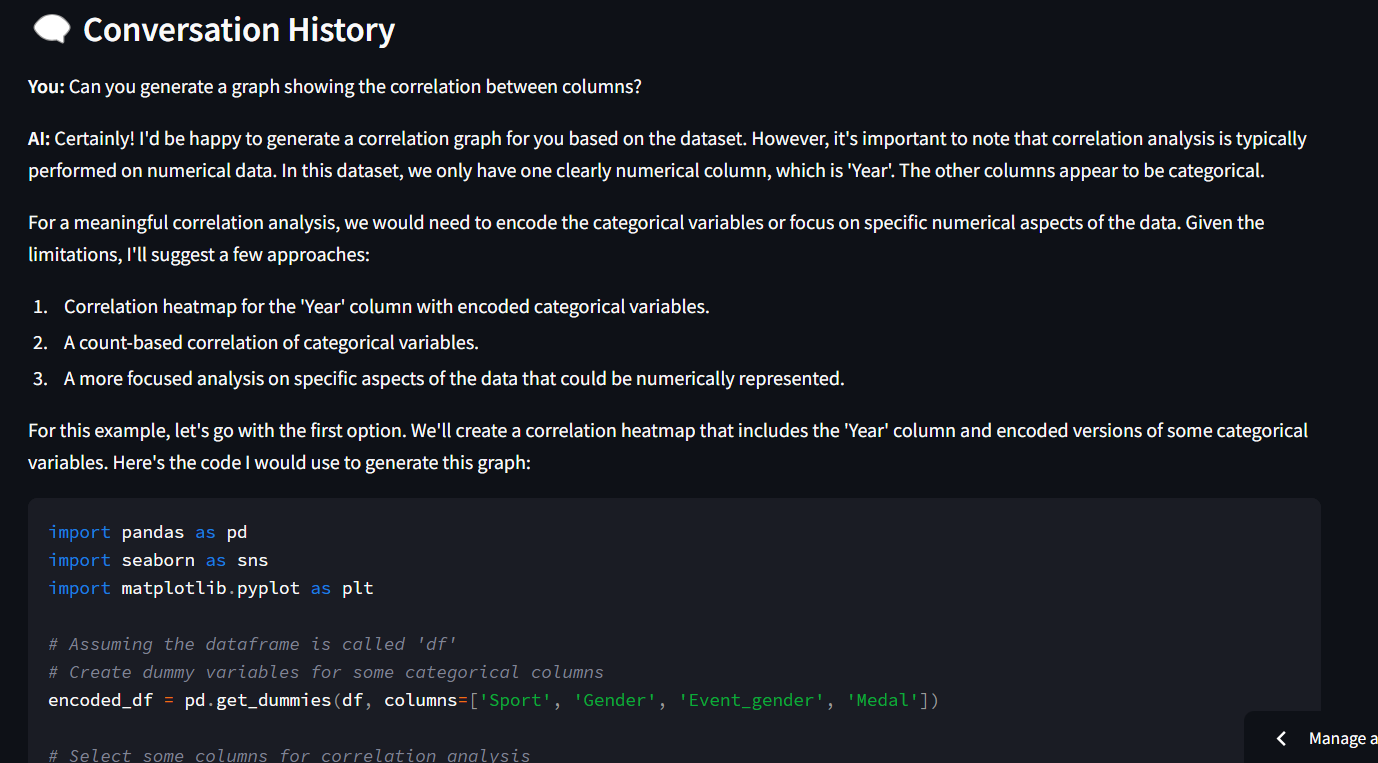 Conversation History
You: Can you generate a graph showing the correlation between columns?
AI: Certainly! I'd be happy to generate a correlation graph for you based on the dataset. However, it's important to note that correlation analysis is typically
performed on numerical data. In this dataset, we only have one clearly numerical column, which is 'Year'. The other columns appear to be categorical.
For a meaningful correlation analysis, we would need to encode the categorical variables or focus on specific numerical aspects of the data. Given the
limitations, I'll suggest a few approaches:
1. Correlation heatmap for the 'Year' column with encoded categorical variables.
2. A count-based correlation of categorical variables.
3. A more focused analysis on specific aspects of the data that could be numerically represented.
For this example, let's go with the first option. We'll create a correlation heatmap that includes the 'Year' column and encoded versions of some categorical
variables. Here's the code I would use to generate this graph:
import pandas as pd
import seaborn as sns
import matplotlib.pyplot as plt
# Assuming the dataframe is called 'df'
# Create dummy variables for some categorical columns
encoded_df = pd.get_dummies(df, columns=['Sport', 'Gender', 'Event_gender', 'Medal'])
# Select some columns for correlation analysis
Manage a